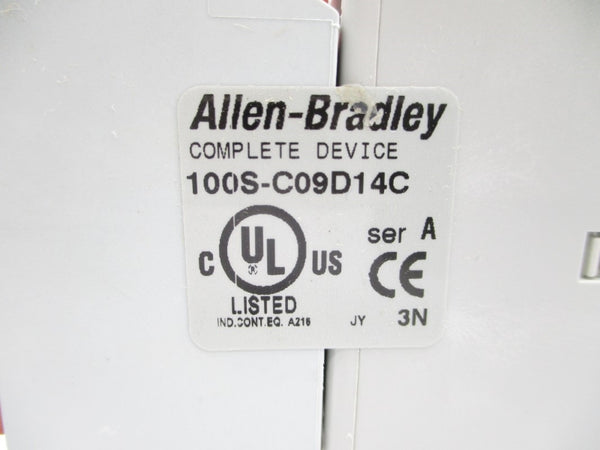 Allen-Bradley
COMPLETE DEVICE
100S-C09D14C
ser A
C UL US
CE
LISTED
IND.CONT.EQ. A216
JY 3N